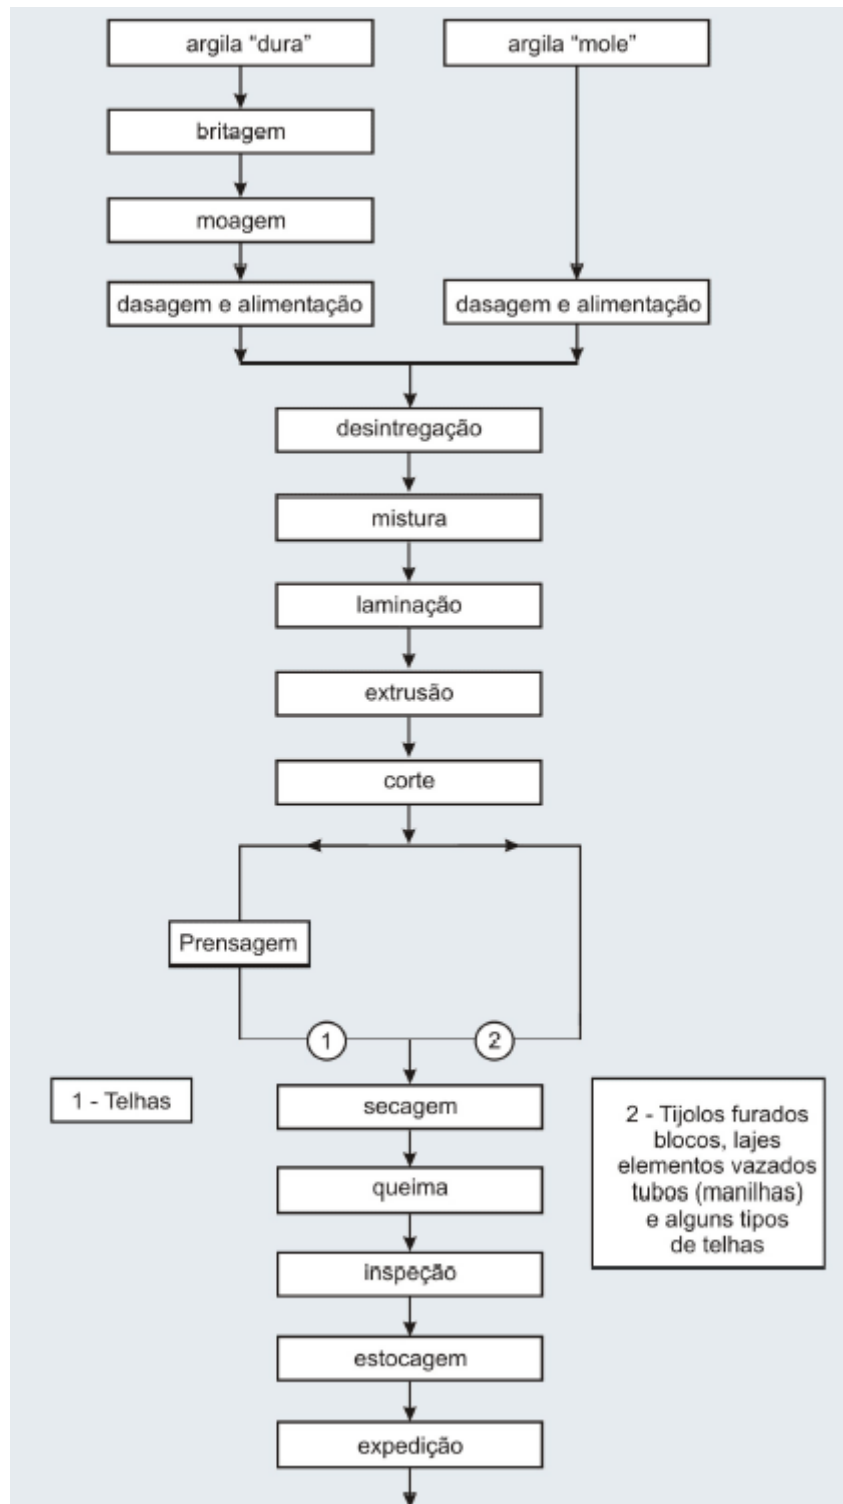 argila “dura”
argila “mole”
britagem
moagem
dasagem e alimentação
dasagem e alimentação
desintregação
mistura
laminação
extrusão
corte
Prensagem
1
2
1 - Telhas
secagem
2 - Tijolos furados
blocos, lajes
elementos vazados
tubos (manilhas)
e alguns tipos
de telhas
queima
inspeção
estocagem
expedição